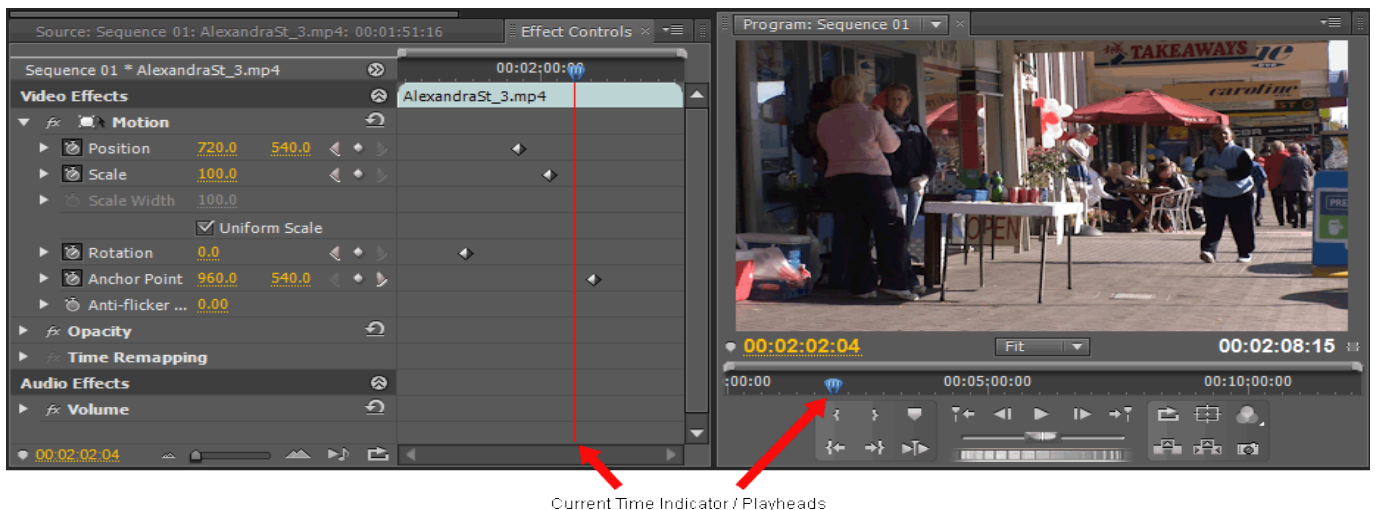 Source: Sequence 01: AlexandraSt_3.mp4: 00:01:51:16
Effect Controls
Program: Sequence 01
Sequence 01 * AlexandraSt_3.mp4
00:02:00:00
Video Effects
AlexandraSt_3.mp4
fx Motion
Position 720.0 540.0
Scale 100.0
Scale Width 100.0
Uniform Scale
Rotation 0.0
Anchor Point 960.0 540.0
Anti-flicker ... 0.00
fx Opacity
fx Time Remapping
Audio Effects
fx Volume
00:02:02:04
TAKEAWAYS
caroline
OPEN
00:02:02:04
Fit
00:02:08:15
;00:00
00;05;00:00
00:10;00:00
Current Time Indicator / Playheads